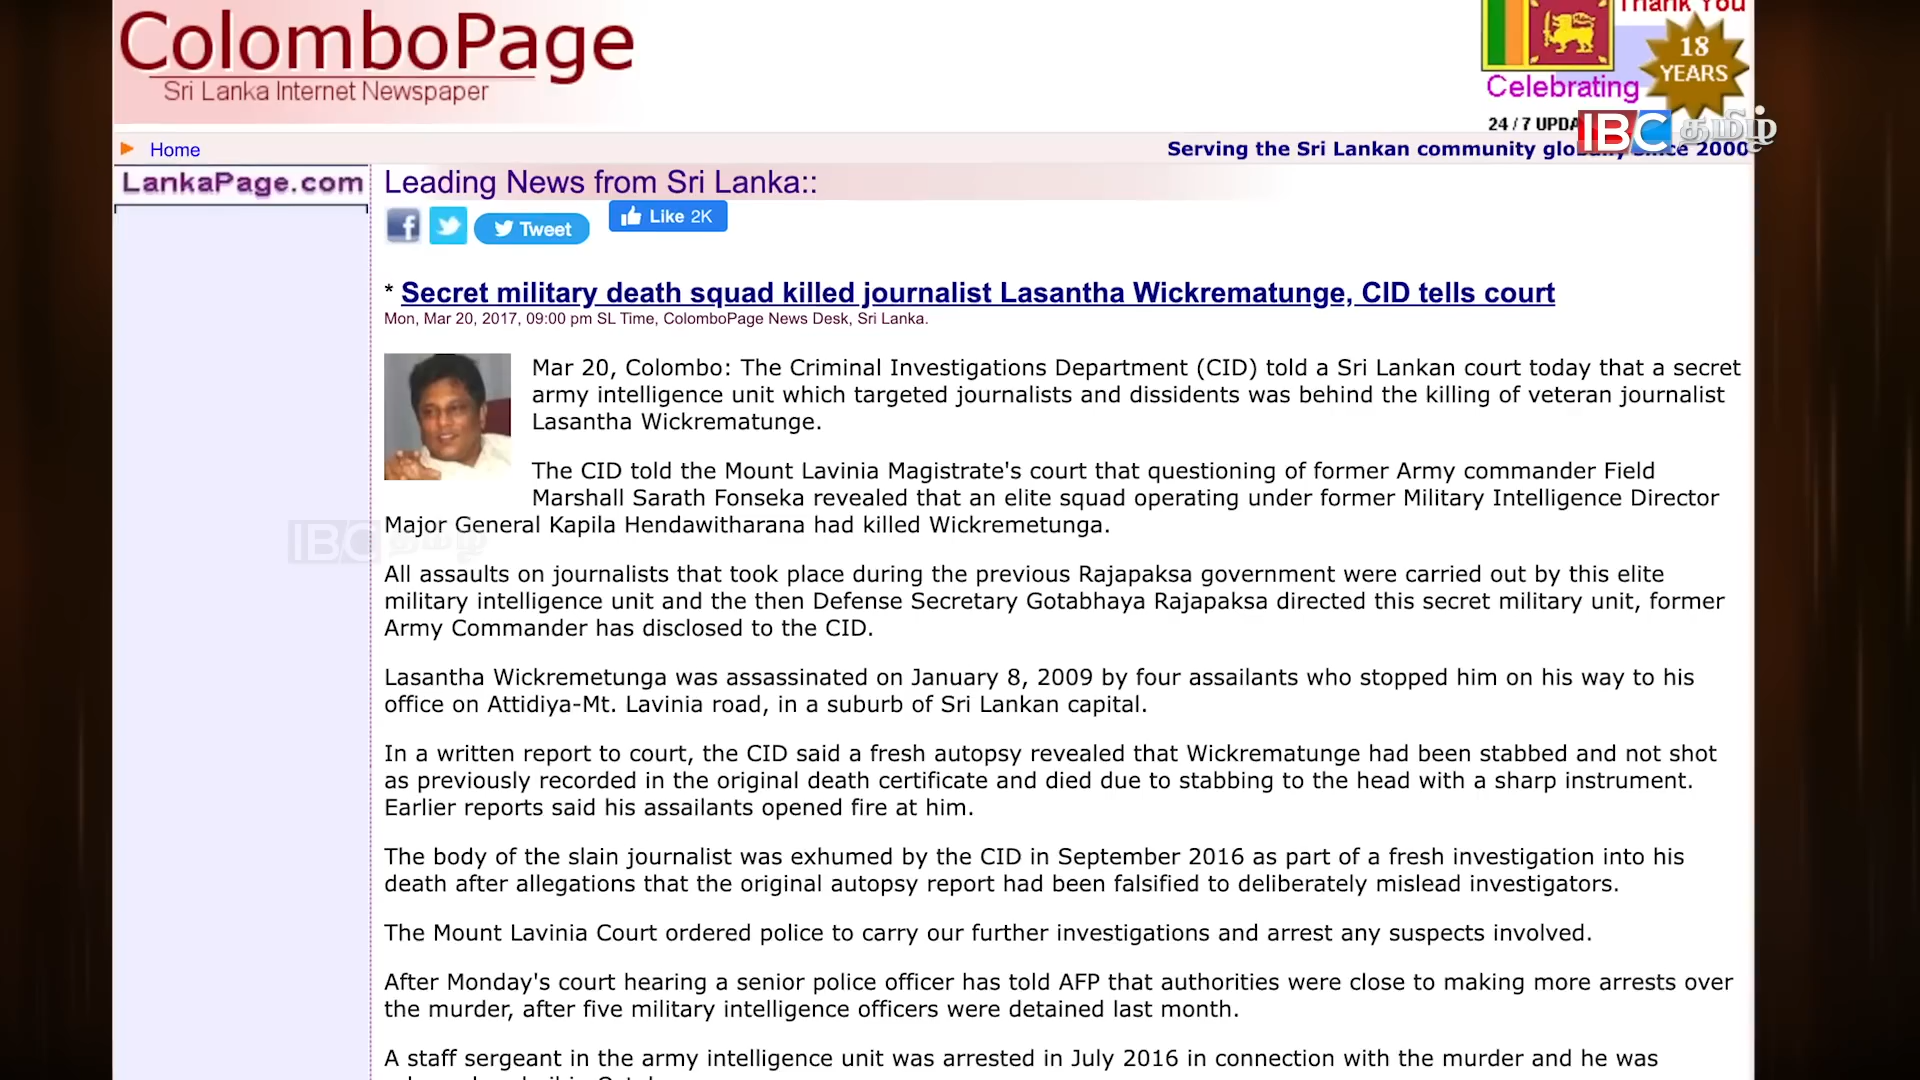 ColomboPage
Sri Lanka Internet Newspaper
Thank You
18
YEARS
Celebrating
24 / 7 UPDA
IBC தமிழ்
Home
Serving the Sri Lankan community globally since 2000
LankaPage.com
Leading News from Sri Lanka::
Tweet
Like 2K
* Secret military death squad killed journalist Lasantha Wickrematunge, CID tells court
Mon, Mar 20, 2017, 09:00 pm SL Time, ColomboPage News Desk, Sri Lanka.
Mar 20, Colombo: The Criminal Investigations Department (CID) told a Sri Lankan court today that a secret
army intelligence unit which targeted journalists and dissidents was behind the killing of veteran journalist
Lasantha Wickrematunge.
The CID told the Mount Lavinia Magistrate's court that questioning of former Army commander Field
Marshall Sarath Fonseka revealed that an elite squad operating under former Military Intelligence Director
Major General Kapila Hendawitharana had killed Wickremetunga.
IBC தமிழ்
All assaults on journalists that took place during the previous Rajapaksa government were carried out by this elite
military intelligence unit and the then Defense Secretary Gotabhaya Rajapaksa directed this secret military unit, former
Army Commander has disclosed to the CID.
Lasantha Wickremetunga was assassinated on January 8, 2009 by four assailants who stopped him on his way to his
office on Attidiya-Mt. Lavinia road, in a suburb of Sri Lankan capital.
In a written report to court, the CID said a fresh autopsy revealed that Wickrematunge had been stabbed and not shot
as previously recorded in the original death certificate and died due to stabbing to the head with a sharp instrument.
Earlier reports said his assailants opened fire at him.
The body of the slain journalist was exhumed by the CID in September 2016 as part of a fresh investigation into his
death after allegations that the original autopsy report had been falsified to deliberately mislead investigators.
The Mount Lavinia Court ordered police to carry our further investigations and arrest any suspects involved.
After Monday's court hearing a senior police officer has told AFP that authorities were close to making more arrests over
the murder, after five military intelligence officers were detained last month.
A staff sergeant in the army intelligence unit was arrested in July 2016 in connection with the murder and he was